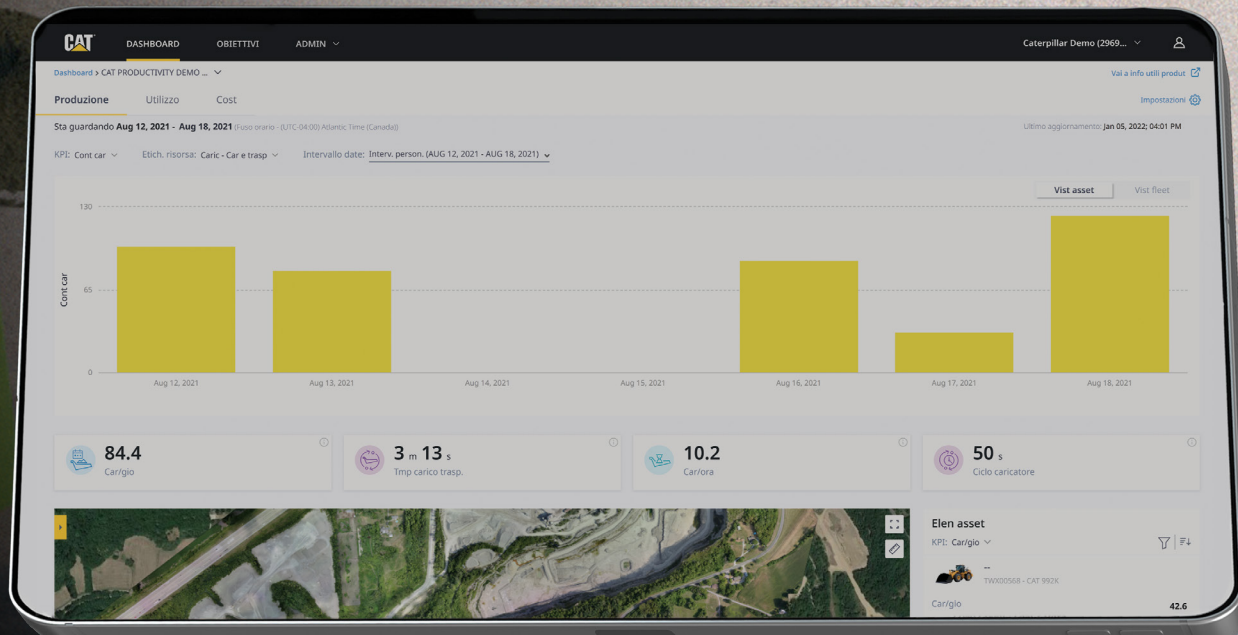 CAT DASHBOARD OBIETTIVI ADMIN Caterpillar Demo (2969...
Dashboard > CAT PRODUCTIVITY DEMO ... Vai a info utili produt
Produzione Utilizzo Cost Impostazioni
Sta guardando Aug 12, 2021 - Aug 18, 2021 (Fuso orario - (UTC-04:00) Atlantic Time (Canada)) Ultimo aggiornamento: Jan 05, 2022; 04:01 PM
KPI: Cont car Etich. risorsa: Caric - Car e trasp Intervallo date: Interv. person. (AUG 12, 2021 - AUG 18, 2021)
Vist asset Vist fleet
130
Cont car
65
0
Aug 12, 2021 Aug 13, 2021 Aug 14, 2021 Aug 15, 2021 Aug 16, 2021 Aug 17, 2021 Aug 18, 2021
84.4 3 m 13 s 10.2 50 s
Car/gio Tmp carico trasp. Car/ora Ciclo caricatore
Elen asset
KPI: Car/gio
--
TWX00568 - CAT 992K
Car/gio 42.6